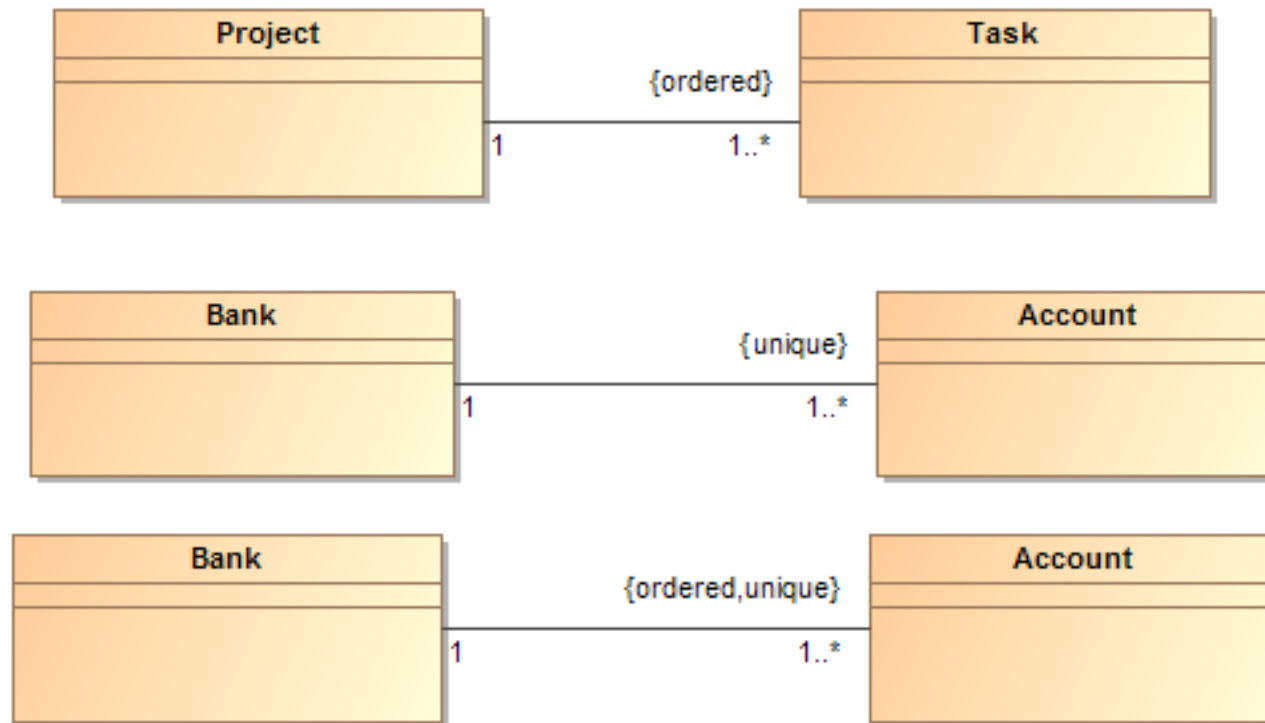 Project
Task
{ordered}
1
1..*
Bank
Account
{unique}
1
1..*
Bank
Account
{ordered,unique}
1
1..*